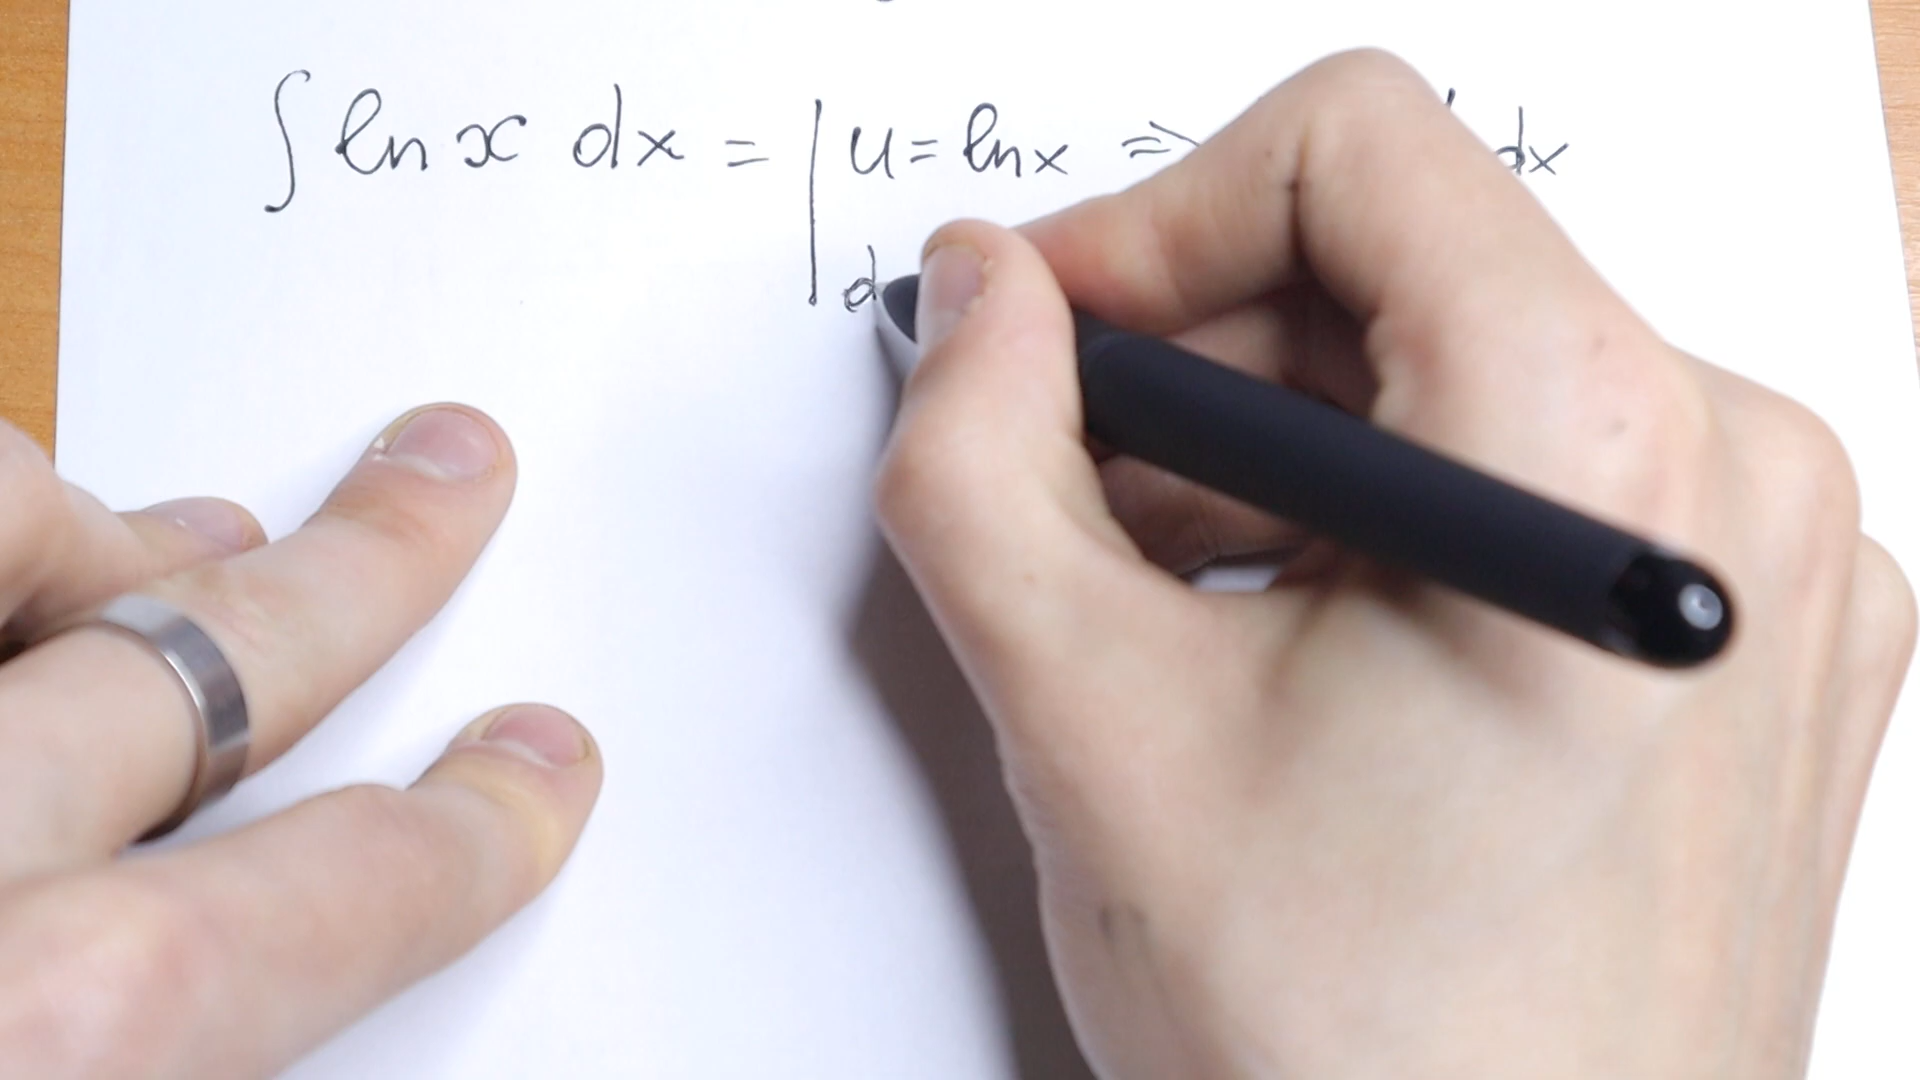 ∫ ln x dx = | u = ln x ⇒ dx
d